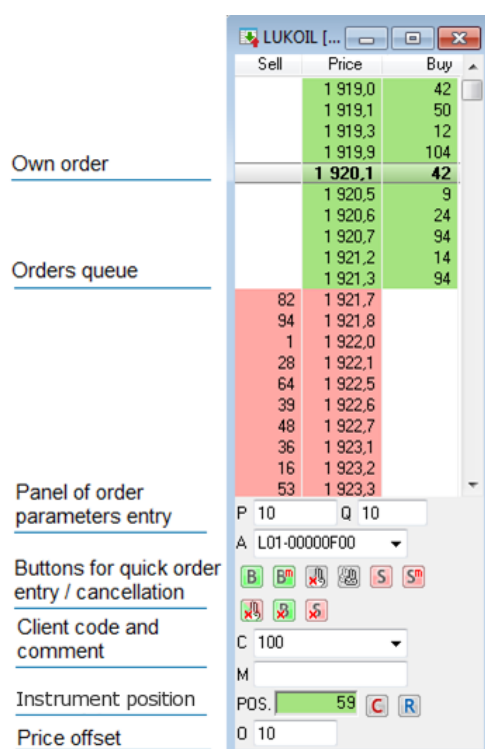 LUKOIL [...
Sell Price Buy
1 919,0 42
1 919,1 50
1 919,3 12
1 919,9 104
Own order
1 920,1 42
1 920,5 9
1 920,6 24
1 920,7 94
1 921,2 14
Orders queue
1 921,3 94
82 1 921,7
94 1 921,8
1 1 922,0
28 1 922,1
64 1 922,5
39 1 922,6
48 1 922,7
36 1 923,1
16 1 923,2
53 1 923,3
Panel of order
parameters entry
P 10 Q 10
A L01-00000F00
Buttons for quick order
entry / cancellation
B Bm S Sm
B S
Client code and
comment
C 100
M
Instrument position
POS. 59 C R
Price offset
O 10